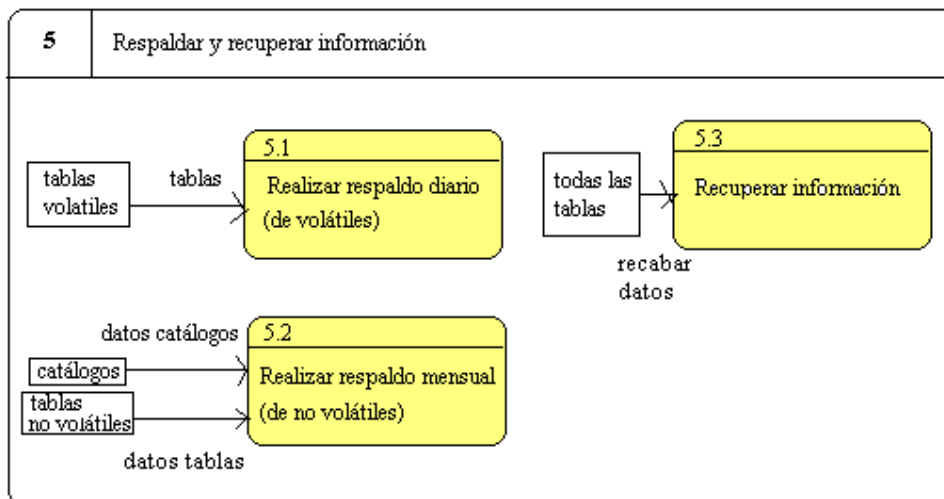 5
Respaldar y recuperar información
tablas
volatiles
tablas
5.1
Realizar respaldo diario
(de volátiles)
todas las
tablas
5.3
Recuperar información
recabar
datos
datos catálogos
catálogos
tablas
no volátiles
datos tablas
5.2
Realizar respaldo mensual
(de no volátiles)